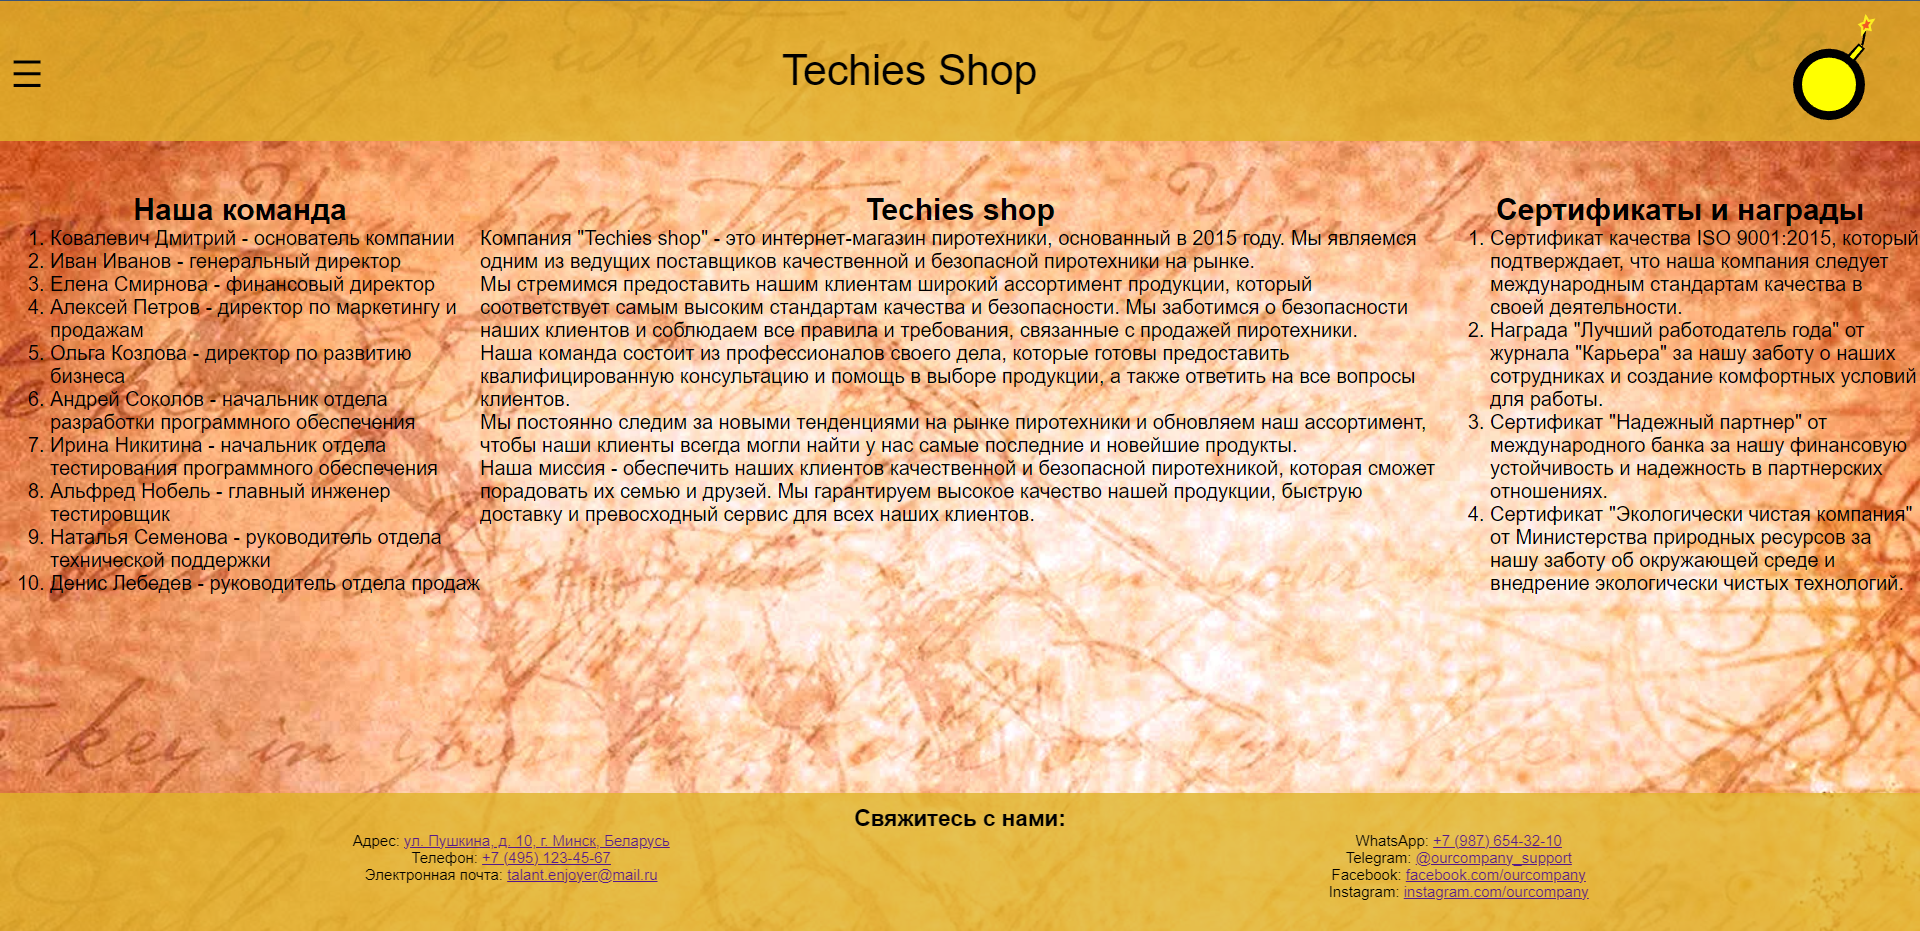 ☰
Techies Shop
Наша команда
1. Ковалевич Дмитрий - основатель компании
2. Иван Иванов - генеральный директор
3. Елена Смирнова - финансовый директор
4. Алексей Петров - директор по маркетингу и
продажам
5. Ольга Козлова - директор по развитию
бизнеса
6. Андрей Соколов - начальник отдела
разработки программного обеспечения
7. Ирина Никитина - начальник отдела
тестирования программного обеспечения
8. Альфред Нобель - главный инженер
тестировщик
9. Наталья Семенова - руководитель отдела
технической поддержки
10. Денис Лебедев - руководитель отдела продаж
Techies shop
Компания "Techies shop" - это интернет-магазин пиротехники, основанный в 2015 году. Мы являемся
одним из ведущих поставщиков качественной и безопасной пиротехники на рынке.
Мы стремимся предоставить нашим клиентам широкий ассортимент продукции, который
соответствует самым высоким стандартам качества и безопасности. Мы заботимся о безопасности
наших клиентов и соблюдаем все правила и требования, связанные с продажей пиротехники.
Наша команда состоит из профессионалов своего дела, которые готовы предоставить
квалифицированную консультацию и помощь в выборе продукции, а также ответить на все вопросы
клиентов.
Мы постоянно следим за новыми тенденциями на рынке пиротехники и обновляем наш ассортимент,
чтобы наши клиенты всегда могли найти у нас самые последние и новейшие продукты.
Наша миссия - обеспечить наших клиентов качественной и безопасной пиротехникой, которая сможет
порадовать их семью и друзей. Мы гарантируем высокое качество нашей продукции, быструю
доставку и превосходный сервис для всех наших клиентов.
Сертификаты и награды
1. Сертификат качества ISO 9001:2015, который
подтверждает, что наша компания следует
международным стандартам качества в
своей деятельности.
2. Награда "Лучший работодатель года" от
журнала "Карьера" за нашу заботу о наших
сотрудниках и создание комфортных условий
для работы.
3. Сертификат "Надежный партнер" от
международного банка за нашу финансовую
устойчивость и надежность в партнерских
отношениях.
4. Сертификат "Экологически чистая компания"
от Министерства природных ресурсов за
нашу заботу об окружающей среде и
внедрение экологически чистых технологий.
Свяжитесь с нами:
Адрес: ул. Пушкина, д. 10, г. Минск, Беларусь
Телефон: +7 (495) 123-45-67
Электронная почта: talant.enjoyer@mail.ru
WhatsApp: +7 (987) 654-32-10
Telegram: @ourcompany_support
Facebook: facebook.com/ourcompany
Instagram: instagram.com/ourcompany